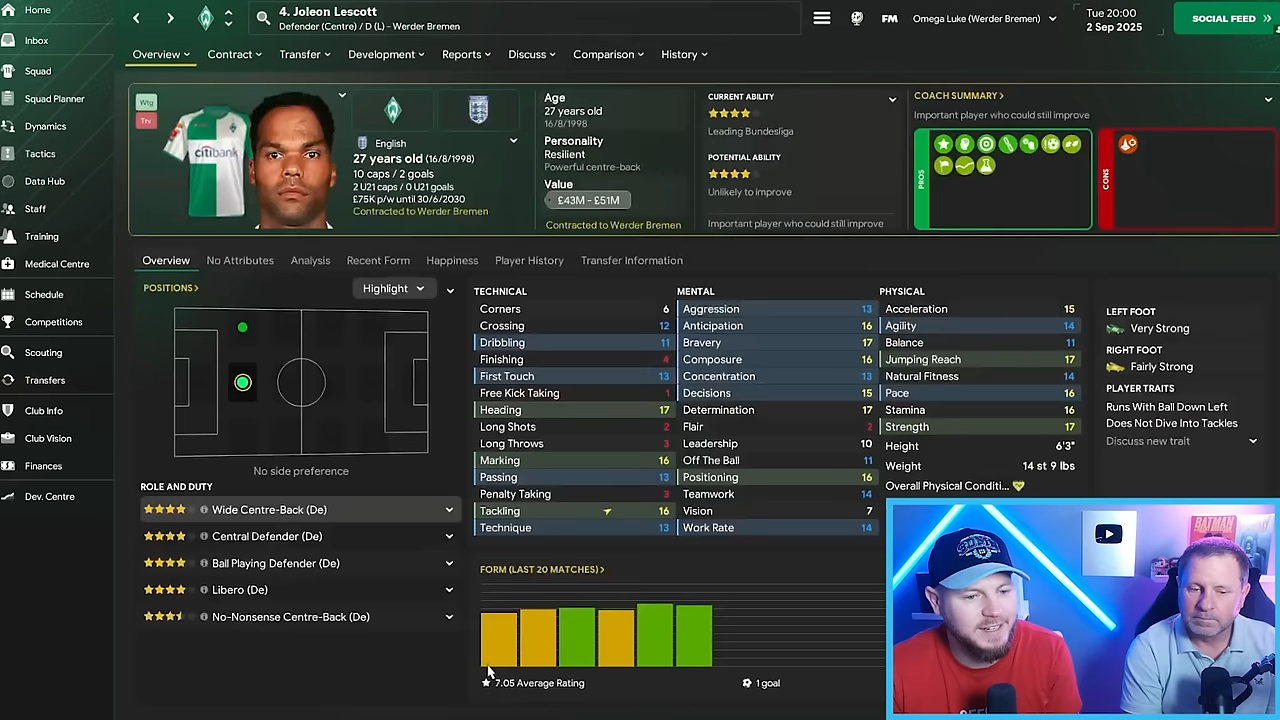 Home
Inbox
Squad
Squad Planner
Dynamics
Tactics
Data Hub
Staff
Training
Medical Centre
Schedule
Competitions
Scouting
Transfers
Club Info
Club Vision
Finances
Dev. Centre
4. Joleon Lescott
Defender (Centre) / D (L) - Werder Bremen
FM
Omega Luke (Werder Bremen)
Tue 20:00
2 Sep 2025
SOCIAL FEED
Overview
Contract
Transfer
Development
Reports
Discuss
Comparison
History
Wtg
Trv
citibank
English
27 years old (16/8/1998)
10 caps / 2 goals
2 U21 caps / 0 U21 goals
£75K p/w until 30/6/2030
Contracted to Werder Bremen
Age
27 years old
16/8/1998
Personality
Resilient
Powerful centre-back
Value
£43M - £51M
Contracted to Werder Bremen
CURRENT ABILITY
Leading Bundesliga
POTENTIAL ABILITY
Unlikely to improve
Important player who could still improve
COACH SUMMARY >
Important player who could still improve
PROS
CONS
Overview
No Attributes
Analysis
Recent Form
Happiness
Player History
Transfer Information
POSITIONS >
Highlight
No side preference
ROLE AND DUTY
Wide Centre-Back (De)
Central Defender (De)
Ball Playing Defender (De)
Libero (De)
No-Nonsense Centre-Back (De)
TECHNICAL
Corners 6
Crossing 12
Dribbling 11
Finishing 4
First Touch 13
Free Kick Taking 1
Heading 17
Long Shots 2
Long Throws 3
Marking 16
Passing 13
Penalty Taking 3
Tackling 16
Technique 13
MENTAL
Aggression 13
Anticipation 16
Bravery 17
Composure 16
Concentration 13
Decisions 15
Determination 17
Flair 2
Leadership 10
Off The Ball 11
Positioning 16
Teamwork 14
Vision 7
Work Rate 14
PHYSICAL
Acceleration 15
Agility 14
Balance 11
Jumping Reach 17
Natural Fitness 14
Pace 16
Stamina 16
Strength 17
Height 6'3"
Weight 14 st 9 lbs
Overall Physical Conditi...
LEFT FOOT
Very Strong
RIGHT FOOT
Fairly Strong
PLAYER TRAITS
Runs With Ball Down Left
Does Not Dive Into Tackles
Discuss new trait
FORM (LAST 20 MATCHES) >
7.05 Average Rating
1 goal
BATMAN